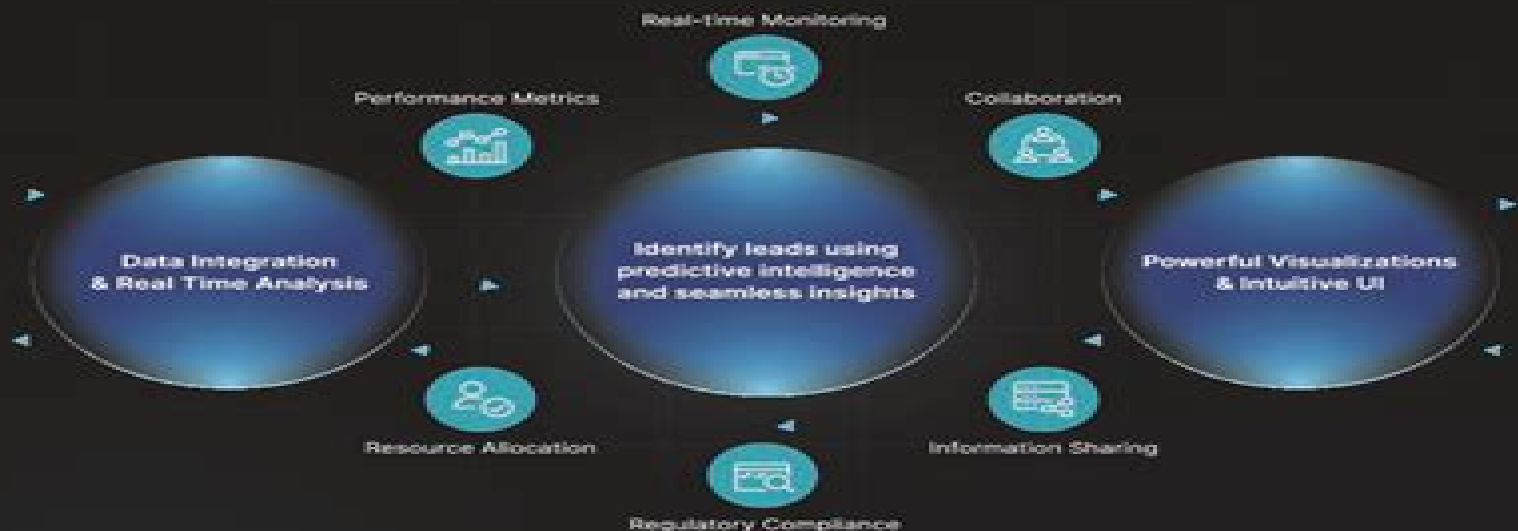 Real-time Monitoring
Performance Metrics
Collaboration
Data Integration
& Real Time Analysis
Identify leads using
predictive intelligence
and seamless insights
Powerful Visualizations
& Intuitive UI
Resource Allocation
Information Sharing
Regulatory Compliance